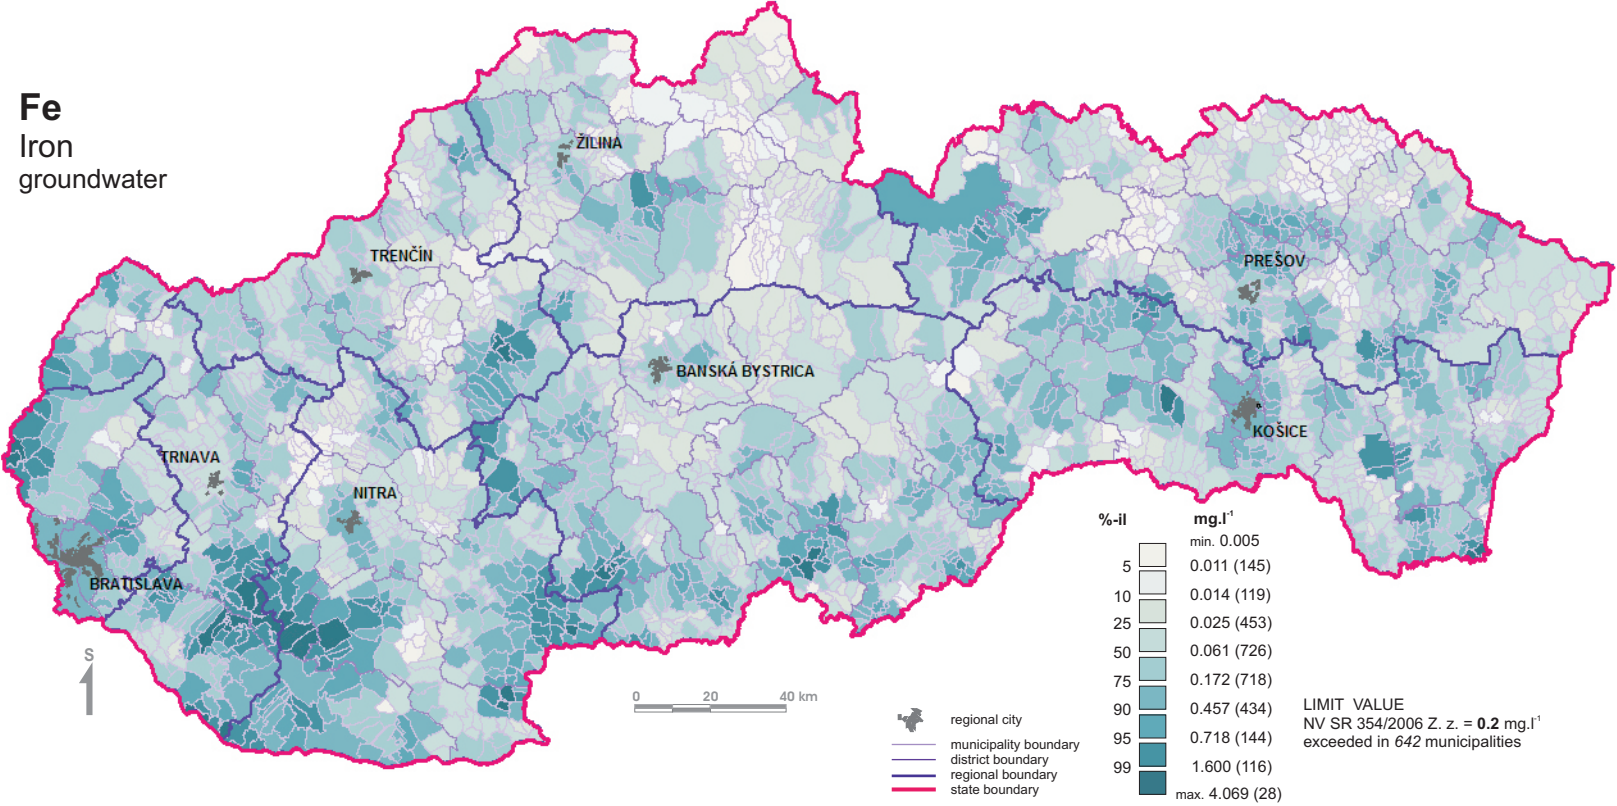 Fe
Iron
groundwater
ŽILINA
TRENČÍN
PREŠOV
BANSKÁ BYSTRICA
KOŠICE
TRNAVA
NITRA
BRATISLAVA
S
0 20 40 km
regional city
municipality boundary
district boundary
regional boundary
state boundary
%-il mg.l-1
min. 0.005
5 0.011 (145)
10 0.014 (119)
25 0.025 (453)
50 0.061 (726)
75 0.172 (718)
90 0.457 (434)
95 0.718 (144)
99 1.600 (116)
max. 4.069 (28)
LIMIT VALUE
NV SR 354/2006 Z. z. = 0.2 mg.l-1
exceeded in 642 municipalities